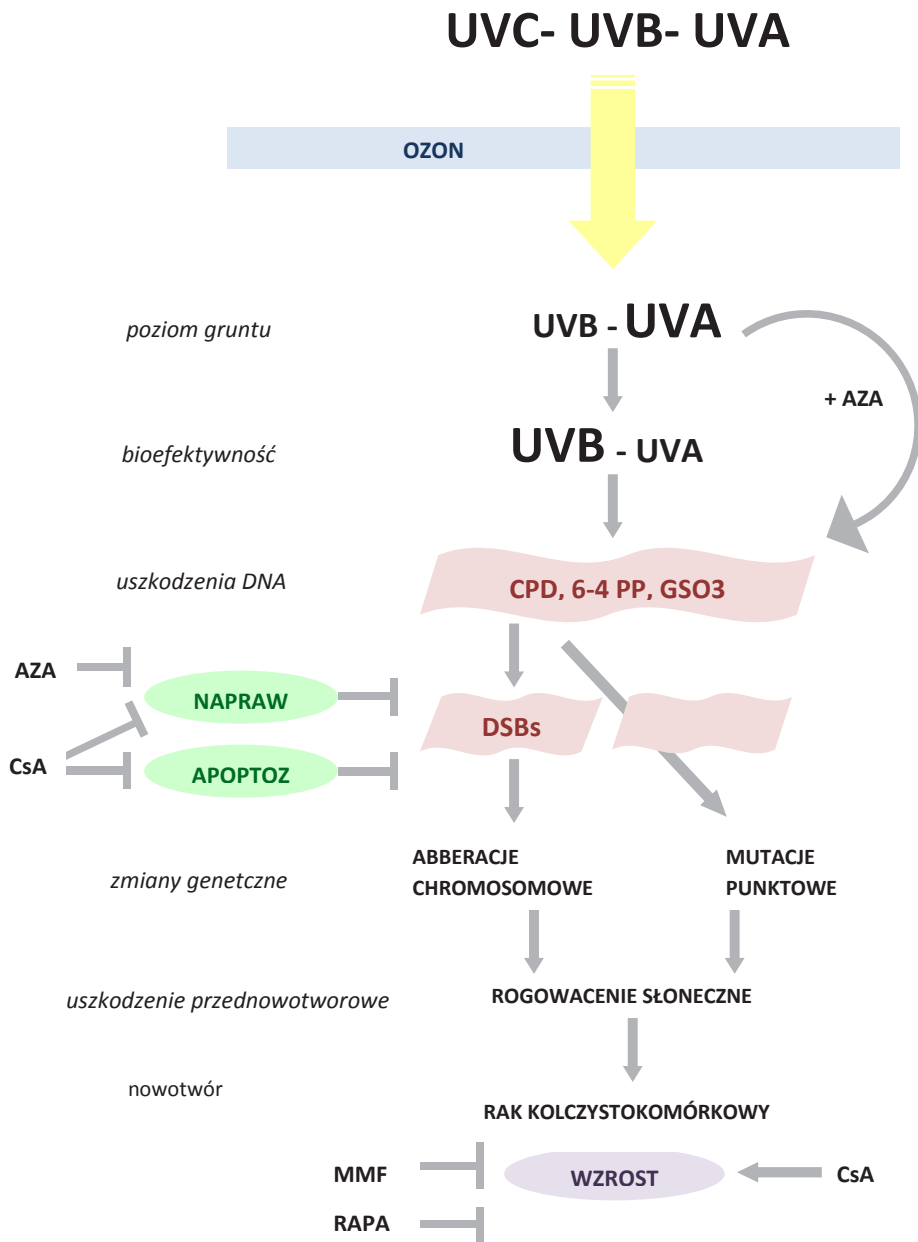 UVC- UVB- UVA
OZON
poziom gruntu
UVB - UVA
+ AZA
bioefektywność
UVB - UVA
uszkodzenia DNA
CPD, 6-4 PP, GSO3
AZA
NAPRAW
DSBs
CsA
APOPTOZ
zmiany genetczne
ABBERACJE
CHROMOSOMOWE
MUTACJE
PUNKTOWE
uszkodzenie przednowotworowe
ROGOWACENIE SŁONECZNE
nowotwór
RAK KOLCZYSTOKOMÓRKOWY
MMF
WZROST
CsA
RAPA